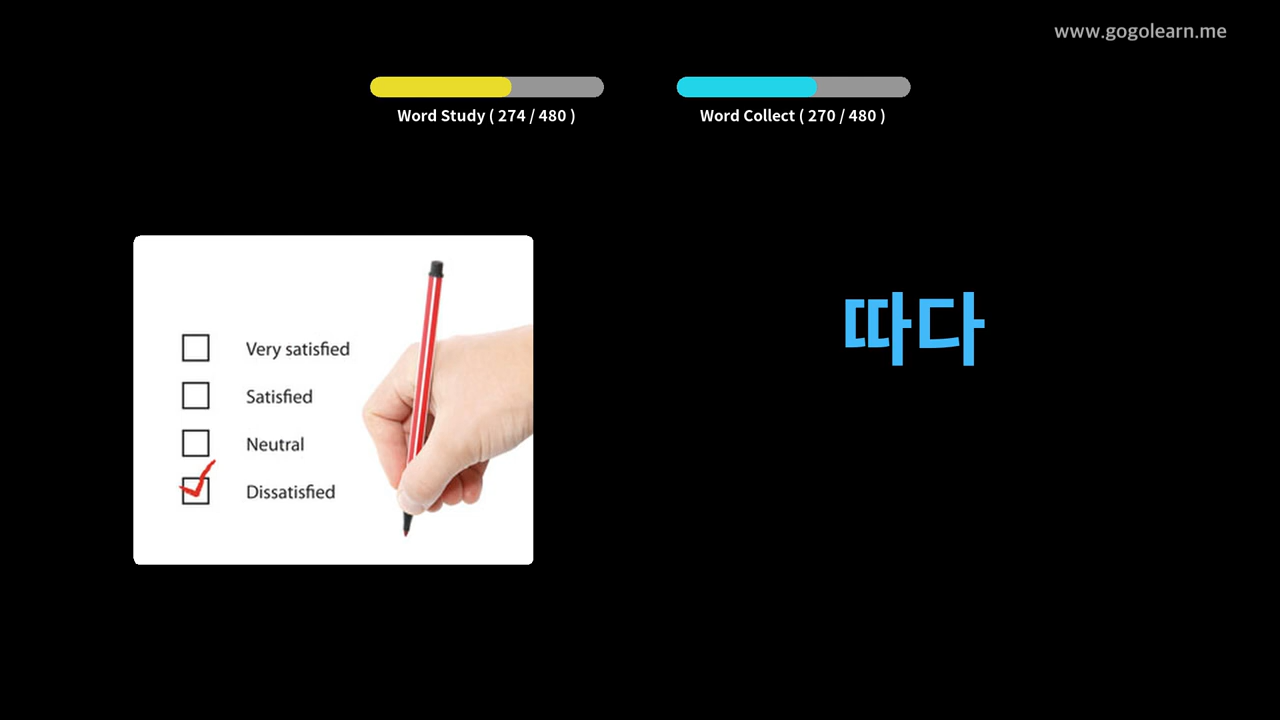 www.gogolearn.me
Word Study ( 274 / 480 )
Word Collect ( 270 / 480 )
따다
Very satisfied
Satisfied
Neutral
Dissatisfied